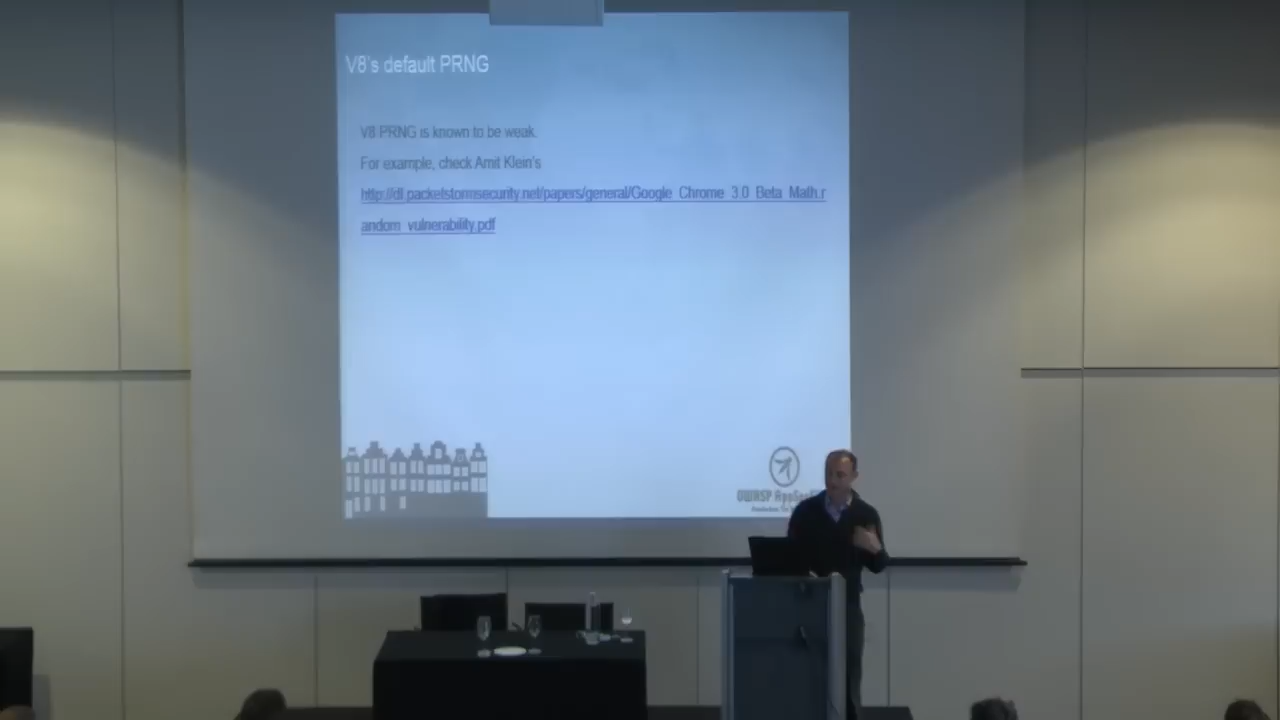 V8's default PRNG
V8 PRNG is known to be weak.
For example, check Amit Klein's
http://dl.packetstormsecurity.net/papers/general/Google_Chrome_3.0_Beta_Math.r
andom_vulnerability.pdf
OWASP